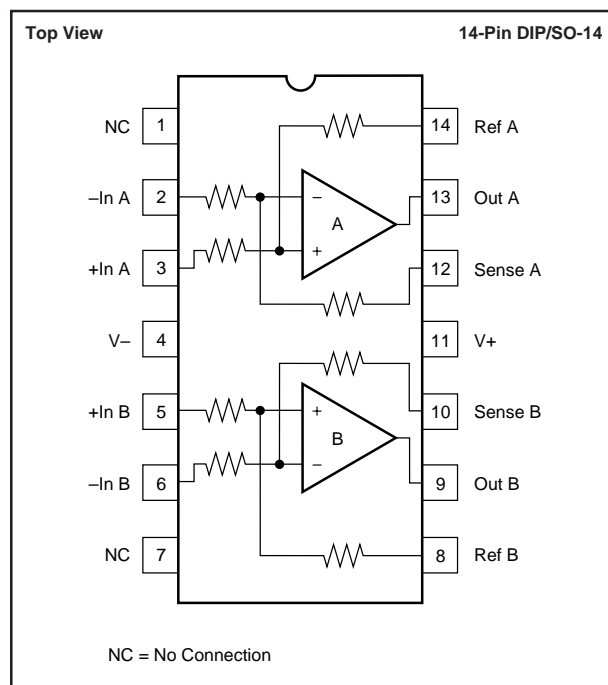 Top View 14-Pin DIP/SO-14
NC 1 14 Ref A
–In A 2 – 13 Out A
A
+In A 3 + 12 Sense A
V– 4 11 V+
+In B 5 + 10 Sense B
B
–In B 6 – 9 Out B
NC 7 8 Ref B
NC = No Connection